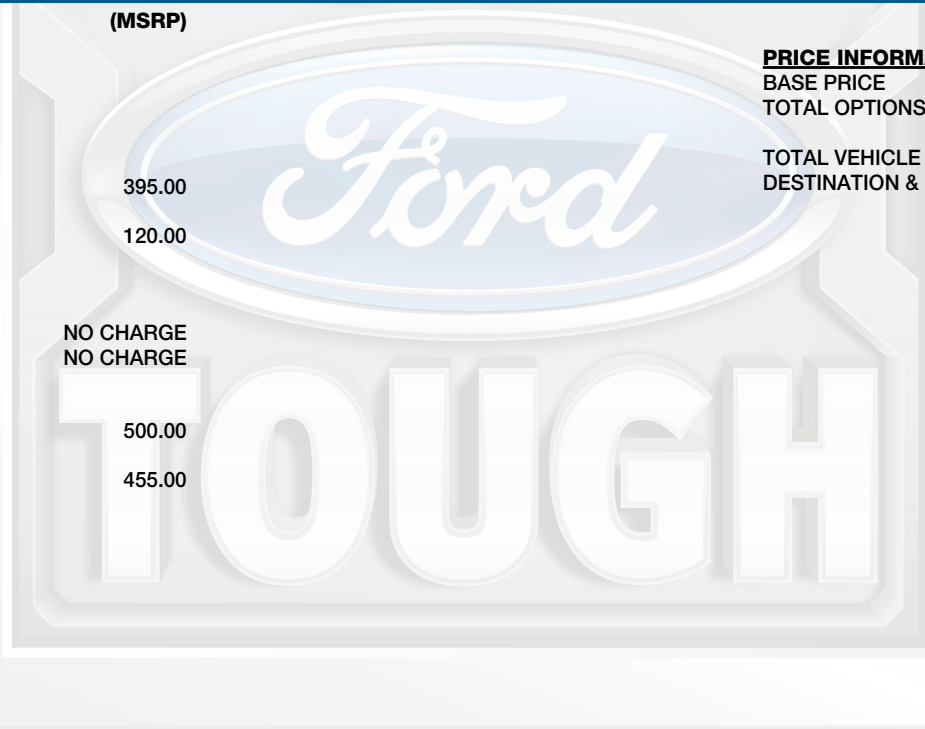 (MSRP)
PRICE INFORM
BASE PRICE
TOTAL OPTIONS
TOTAL VEHICLE
DESTINATION &
395.00
120.00
NO CHARGE
NO CHARGE
500.00
455.00
Ford
TOUGH